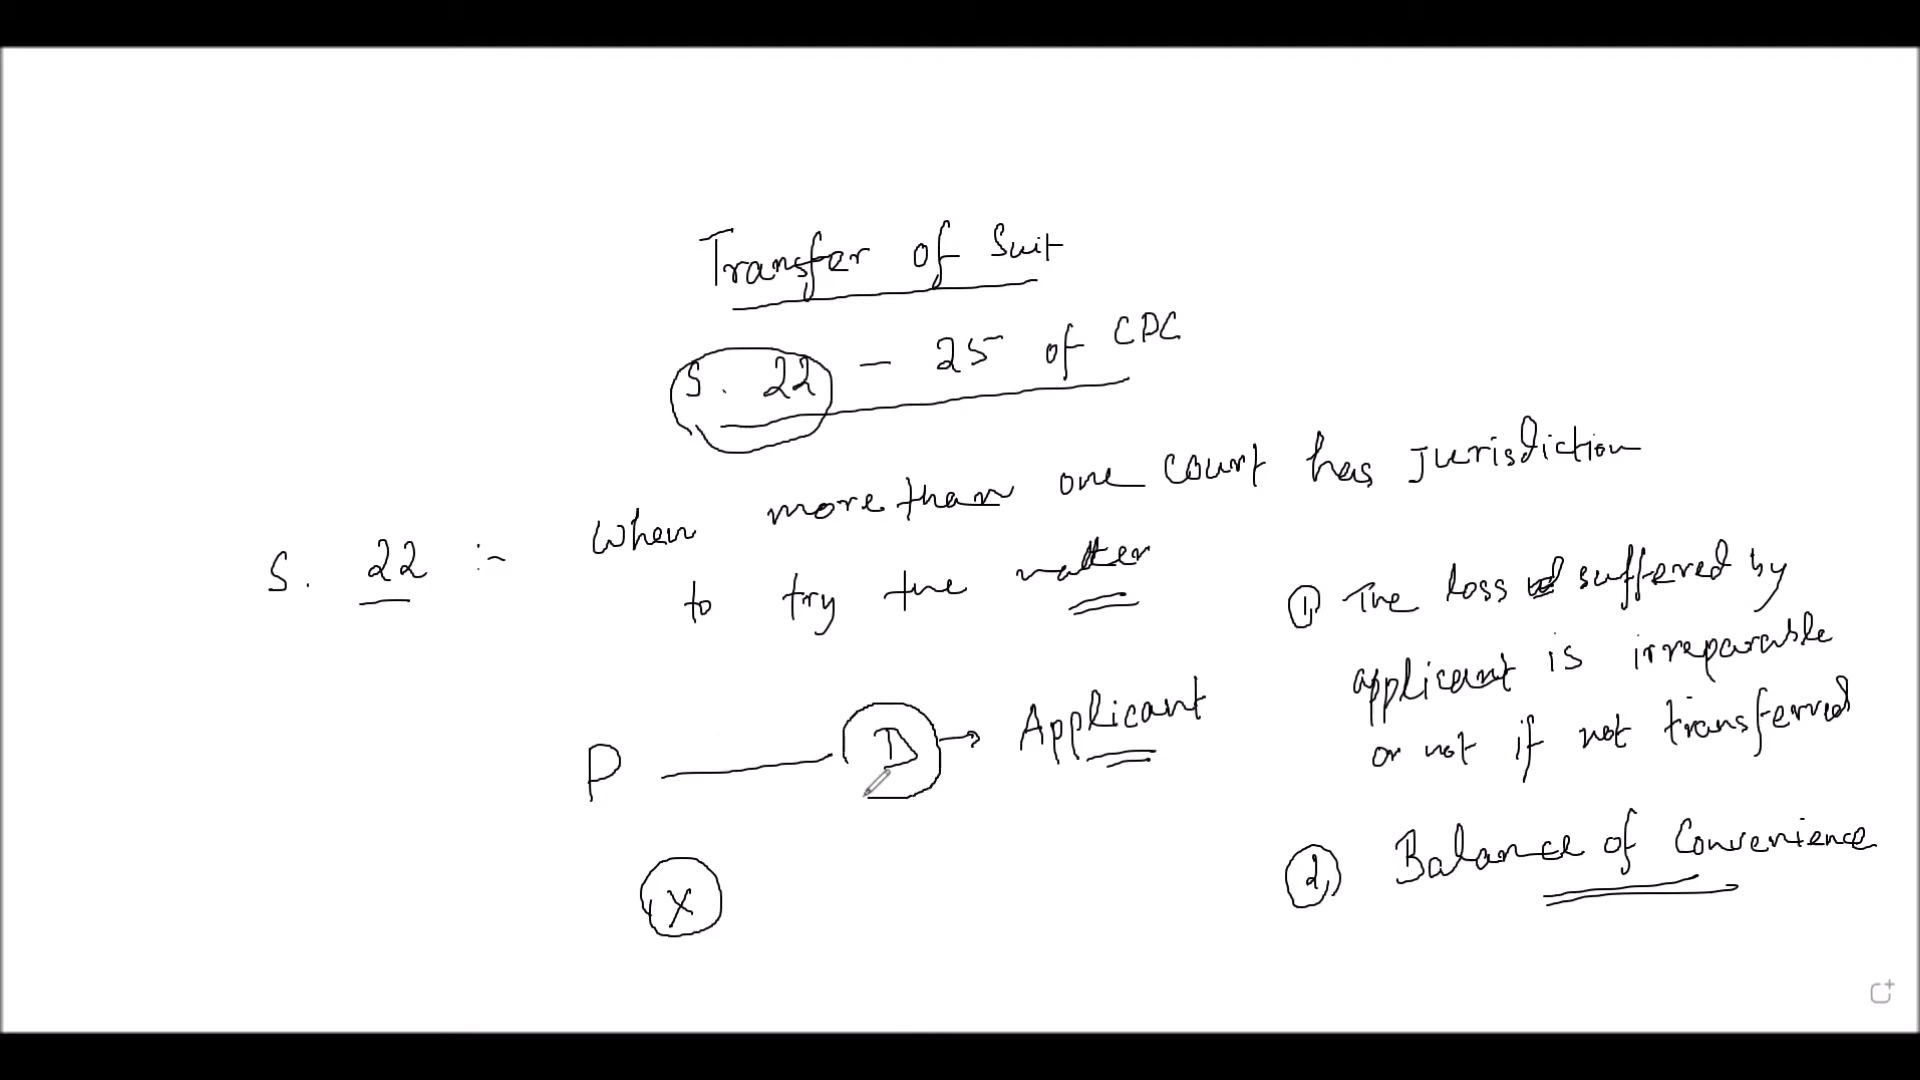 Transfer of Suit
S. 22 - 25 of CPC
S. 22 :- When more than one court has Jurisdiction
to try the matter
P D → Applicant
X
① The loss suffered by
applicant is irreparable
or not if not transferred
② Balance of Convenience